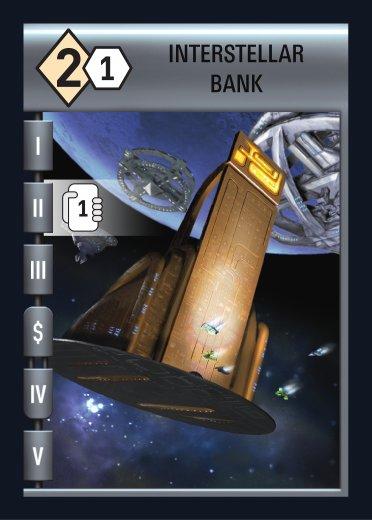 2 1
INTERSTELLAR
BANK
I
II
1
III
$
IV
V